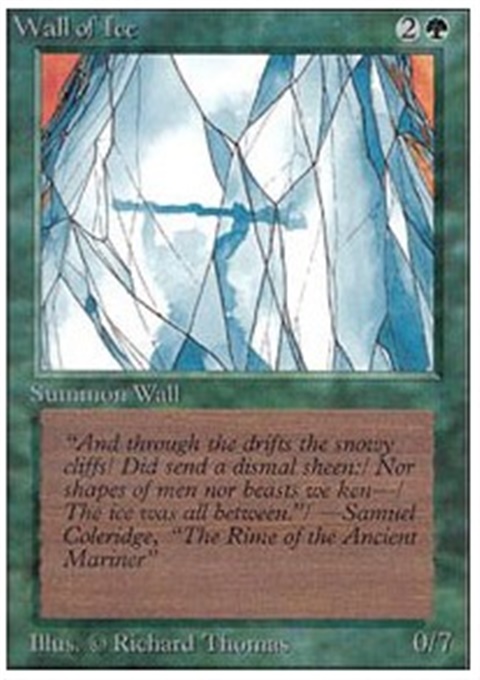 Wall of Ice 2
Summon Wall
"And through the drifts the snowy
cliffs/ Did send a dismal sheen:/ Nor
shapes of men nor beasts we ken—/
The ice was all between."/ —Samuel
Coleridge, "The Rime of the Ancient
Mariner"
Illus. © Richard Thomas 0/7